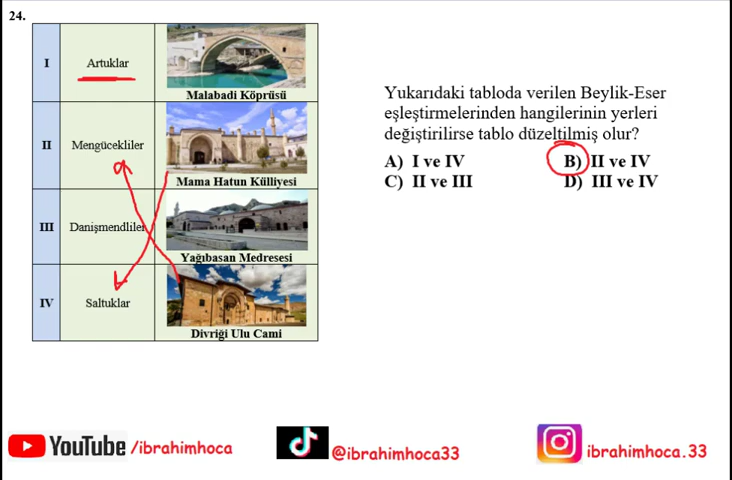 24.
I
Artuklar
Malabadi Köprüsü
II
Mengücekliler
Mama Hatun Külliyesi
III
Danişmendliler
Yağıbasan Medresesi
IV
Saltuklar
Divriği Ulu Cami
Yukarıdaki tabloda verilen Beylik-Eser
eşleştirmelerinden hangilerinin yerleri
değiştirilirse tablo düzeltilmiş olur?
A) I ve IV
B) II ve IV
C) II ve III
D) III ve IV
YouTube /ibrahimhoca
@ibrahimhoca33
ibrahimhoca.33